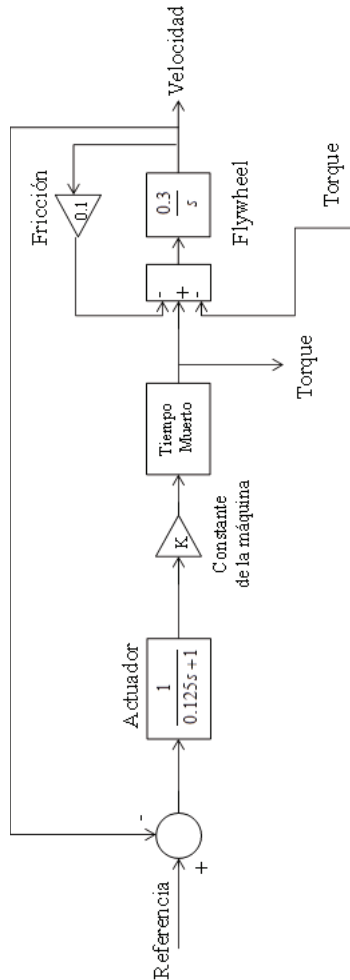 Referencia
+
-
Actuador
1
0.125s+1
K
Constante
de la máquina
Tiempo
Muerto
Torque
Fricción
0.1
-
+
-
0.3
s
Flywheel
Velocidad
Torque